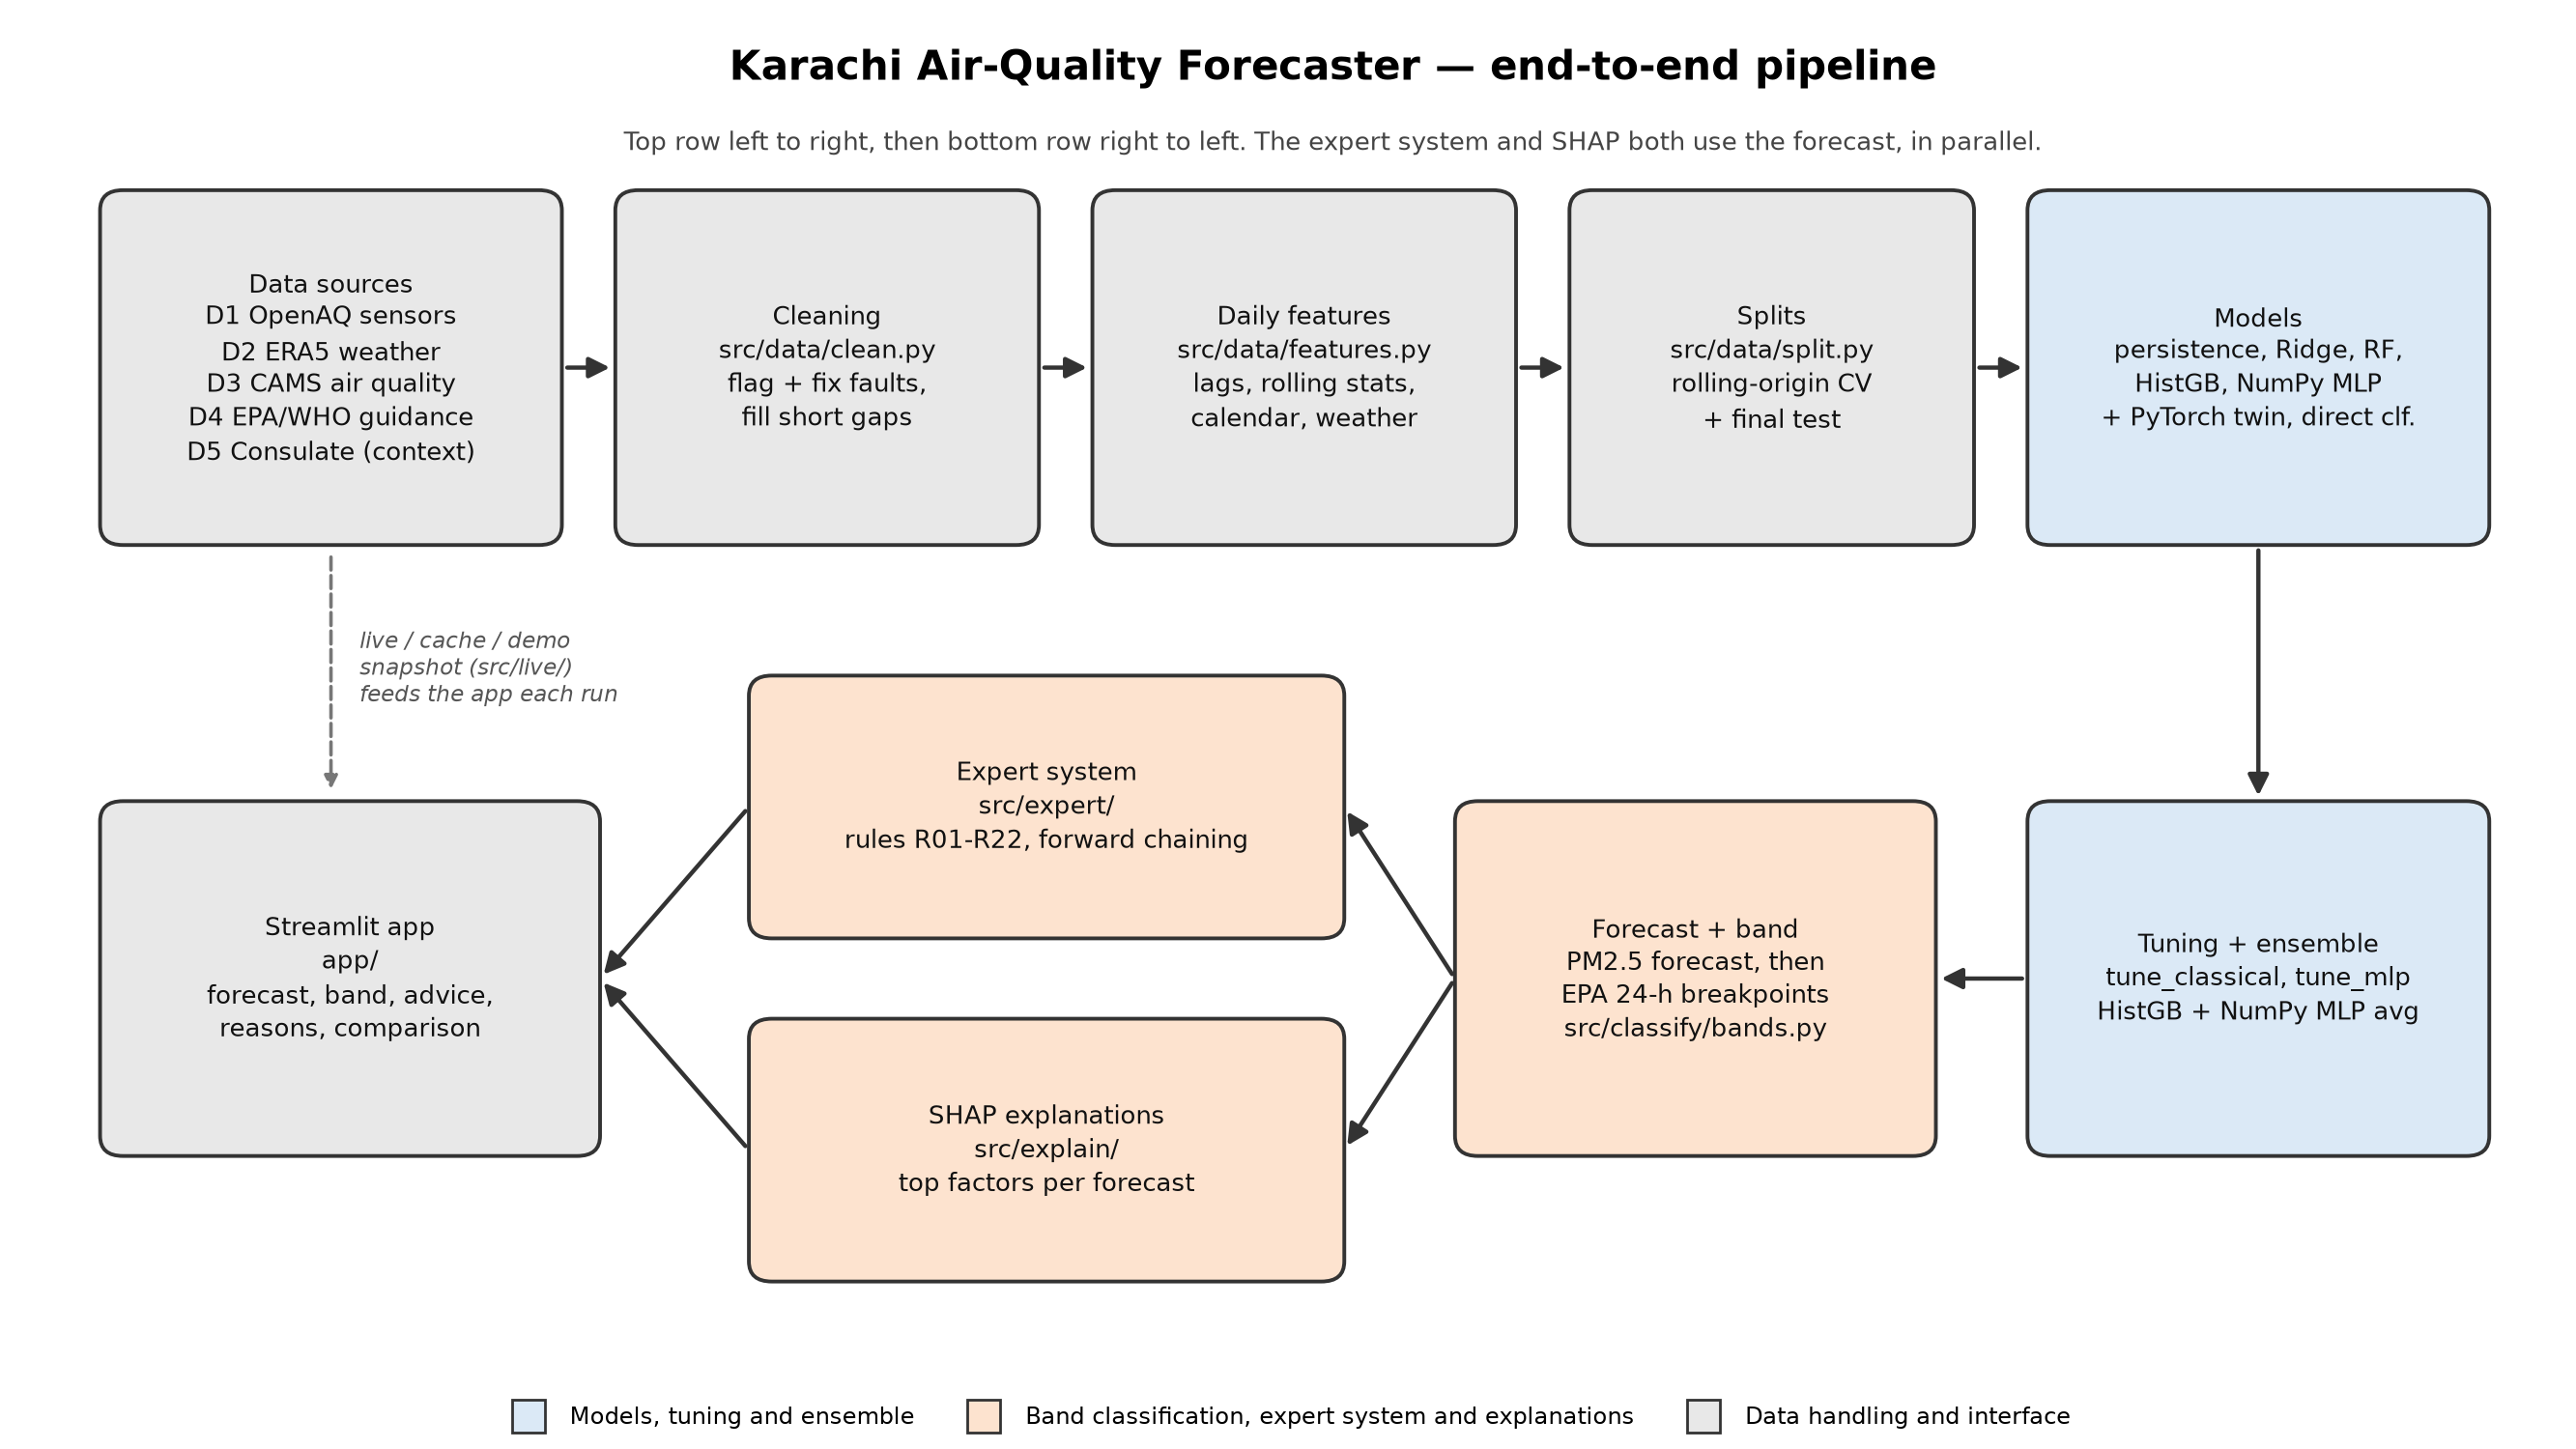 Karachi Air-Quality Forecaster — end-to-end pipeline
Top row left to right, then bottom row right to left. The expert system and SHAP both use the forecast, in parallel.
Data sources
D1 OpenAQ sensors
D2 ERA5 weather
D3 CAMS air quality
D4 EPA/WHO guidance
D5 Consulate (context)
Cleaning
src/data/clean.py
flag + fix faults,
fill short gaps
Daily features
src/data/features.py
lags, rolling stats,
calendar, weather
Splits
src/data/split.py
rolling-origin CV
+ final test
Models
persistence, Ridge, RF,
HistGB, NumPy MLP
+ PyTorch twin, direct clf.
live / cache / demo
snapshot (src/live/)
feeds the app each run
Tuning + ensemble
tune_classical, tune_mlp
HistGB + NumPy MLP avg
Forecast + band
PM2.5 forecast, then
EPA 24-h breakpoints
src/classify/bands.py
Expert system
src/expert/
rules R01-R22, forward chaining
SHAP explanations
src/explain/
top factors per forecast
Streamlit app
app/
forecast, band, advice,
reasons, comparison
Models, tuning and ensemble
Band classification, expert system and explanations
Data handling and interface